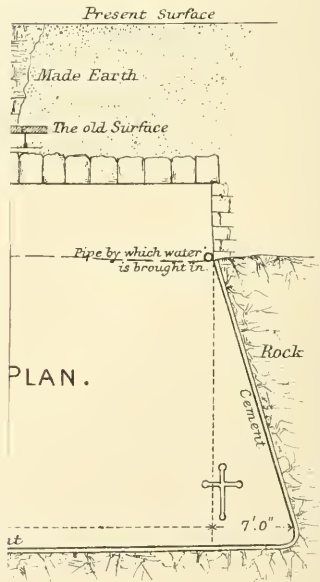 Present Surface
Made Earth
The old Surface
Pipe by which water
is brought in.
Rock
PLAN.
Cement
7'.0"
nt